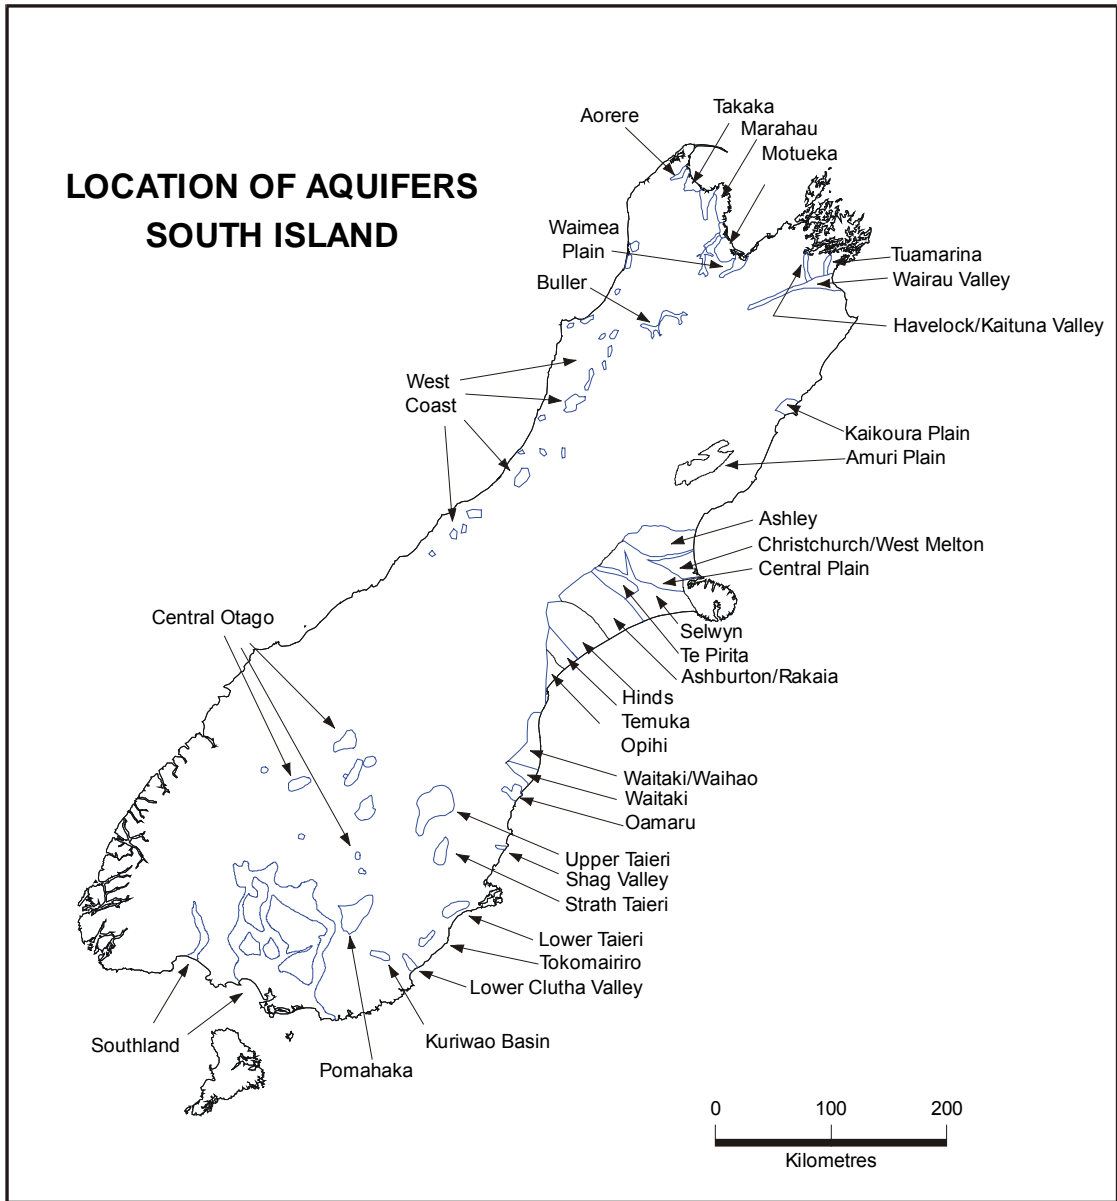 LOCATION OF AQUIFERS
SOUTH ISLAND
Aorere
Takaka
Marahau
Motueka
Waimea
Plain
Buller
Tuamarina
Wairau Valley
Havelock/Kaituna Valley
West
Coast
Kaikoura Plain
Amuri Plain
Ashley
Christchurch/West Melton
Central Plain
Selwyn
Te Pirita
Ashburton/Rakaia
Hinds
Temuka
Opihi
Central Otago
Waitaki/Waihao
Waitaki
Oamaru
Upper Taieri
Shag Valley
Strath Taieri
Lower Taieri
Tokomairiro
Lower Clutha Valley
Southland
Kuriwao Basin
Pomahaka
0 100 200
Kilometres